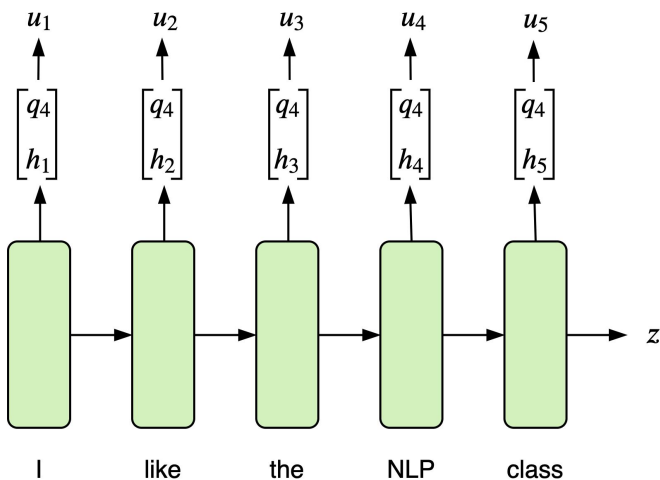 u₁ u₂ u₃ u₄ u₅
q₄ q₄ q₄ q₄ q₄
h₁ h₂ h₃ h₄ h₅
z
I like the NLP class